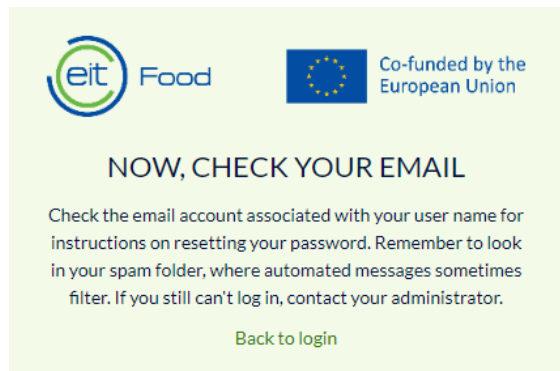 eit Food
Co-funded by the
European Union
NOW, CHECK YOUR EMAIL
Check the email account associated with your user name for
instructions on resetting your password. Remember to look
in your spam folder, where automated messages sometimes
filter. If you still can't log in, contact your administrator.
Back to login